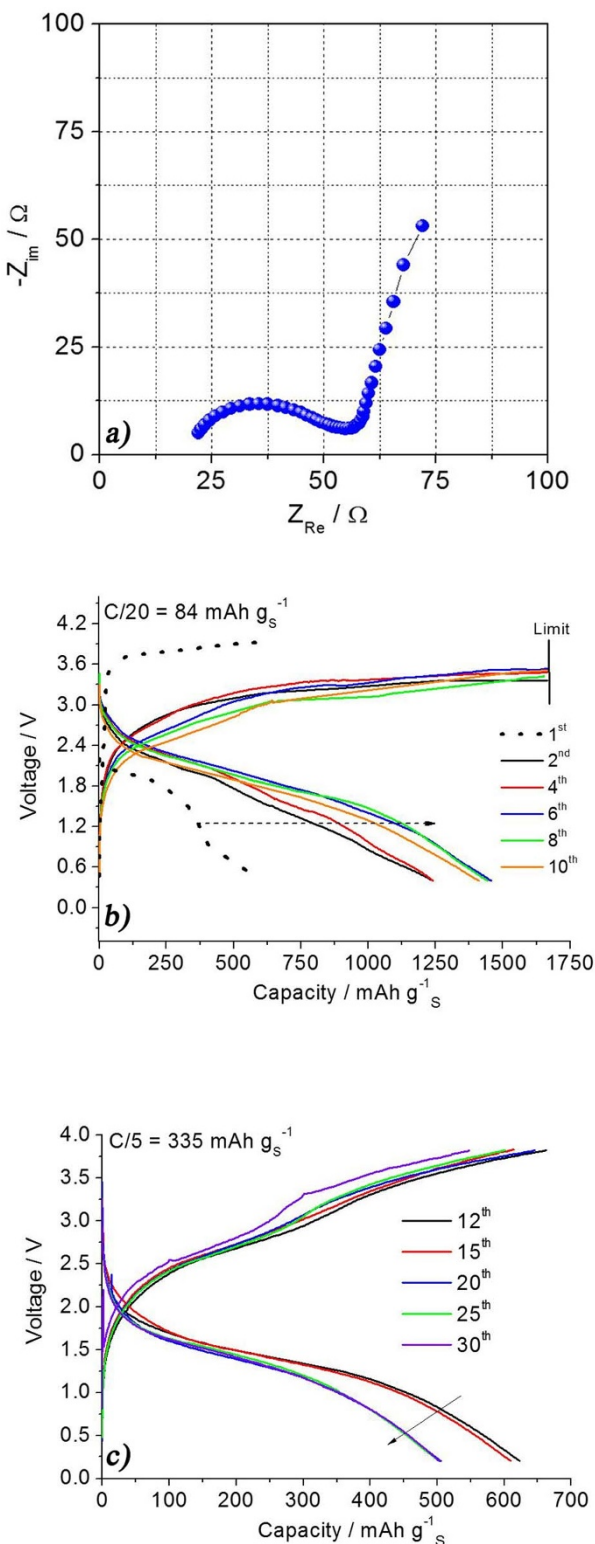 100
75
50
25
0
-Z_im / Ω
a)
0 25 50 75 100
Z_Re / Ω
C/20 = 84 mAh g_S^-1
Limit
4.2
3.6
3.0
2.4
1.8
1.2
0.6
0.0
Voltage / V
1st
2nd
4th
6th
8th
10th
b)
0 250 500 750 1000 1250 1500 1750
Capacity / mAh g^-1_S
C/5 = 335 mAh g_S^-1
4.0
3.5
3.0
2.5
2.0
1.5
1.0
0.5
0.0
Voltage / V
12th
15th
20th
25th
30th
c)
0 100 200 300 400 500 600 700
Capacity / mAh g^-1_S